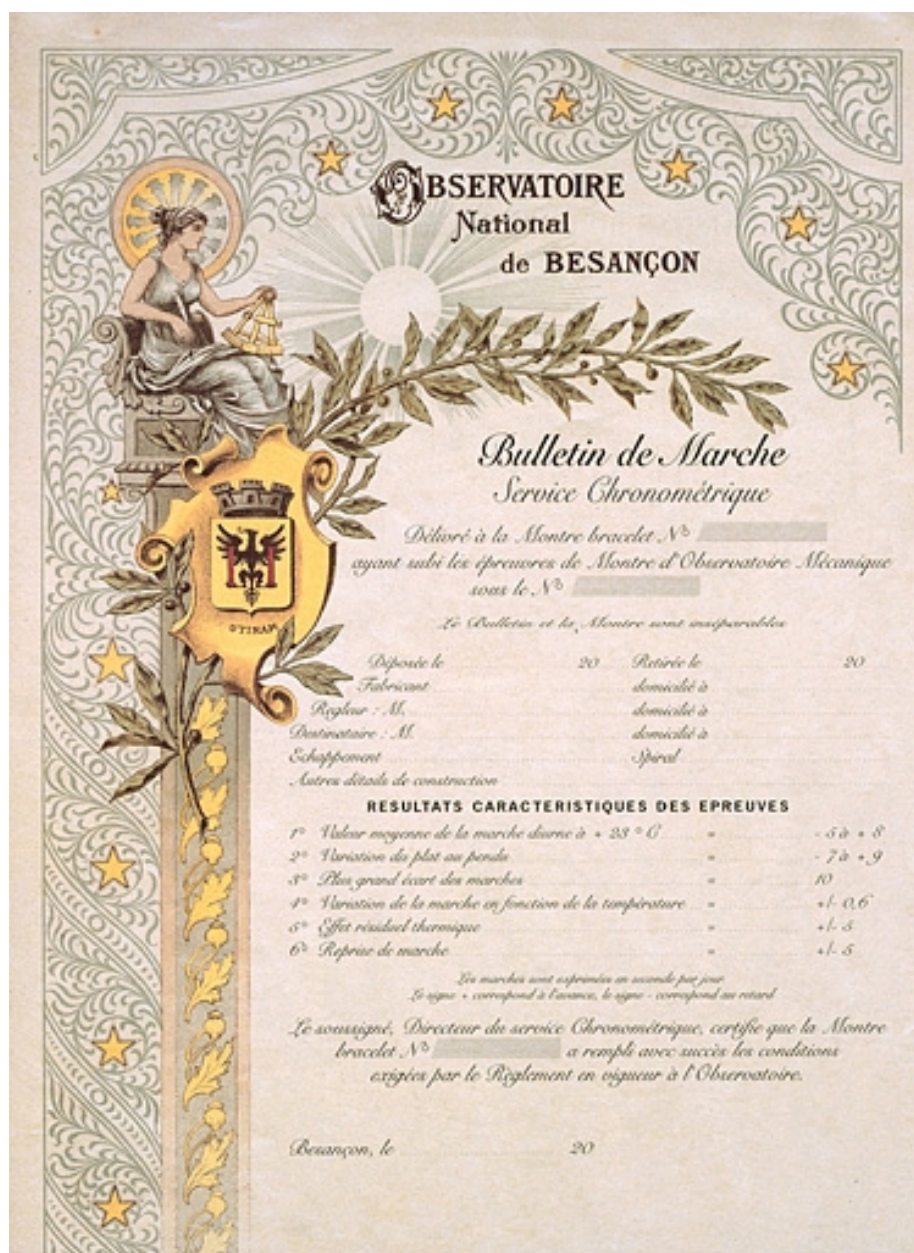 OBSERVATOIRE
National
de BESANÇON
Bulletin de Marche
Service Chronométrique
Délivré à la Montre bracelet N°
ayant subi les épreuvres de Montre d'Observatoire Mécanique
sous le N°
Le Bulletin et la Montre sont inséparables
UTINAM
Déposée le 20 Retirée le 20
Fabricant domicilié à
Regleur : M. domicilié à
Destinataire : M. domicilié à
Echappement Spiral
Autres détails de construction
RESULTATS CARACTERISTIQUES DES EPREUVES
1° Valeur moyenne de la marche diurne à + 23 ° C = - 5 à + 8
2° Variation du plat au pendu = - 7 à + 9
3° Plus grand écart des marches = 10
4° Variation de la marche en fonction de la température = +/- 0,6
5° Effet résiduel thermique = +/- 5
6° Reprise de marche = +/- 5
Les marches sont exprimées en seconde par jour
Le signe + correspond à l'avance, le signe - correspond au retard
Le soussigné, Directeur du service Chronométrique, certifie que la Montre
bracelet N° a rempli avec succès les conditions
exigées par le Règlement en vigueur à l'Observatoire.
Besançon, le 20